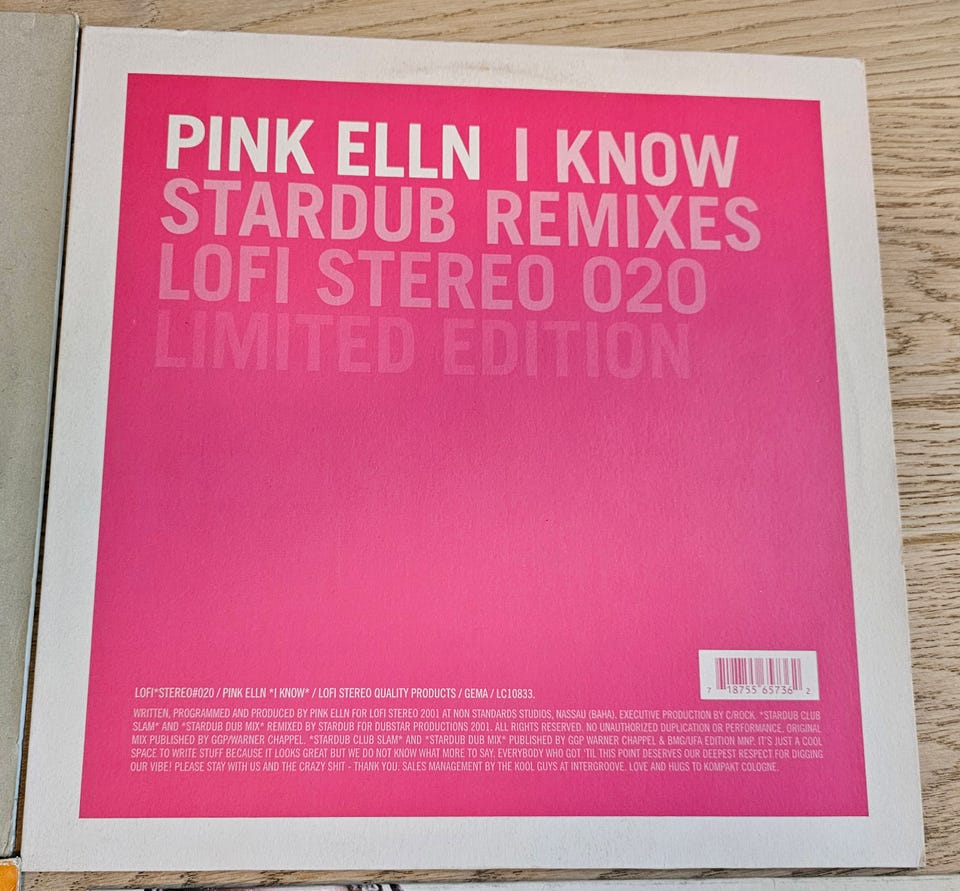 PINK ELLN I KNOW
STARDUB REMIXES
LOFI STEREO 020
LIMITED EDITION
7 18755 65736 2
LOFI*STEREO#020 / PINK ELLN *I KNOW* / LOFI STEREO QUALITY PRODUCTS / GEMA / LC10833.
WRITTEN, PROGRAMMED AND PRODUCED BY PINK ELLN FOR LOFI STEREO 2001 AT NON STANDARDS STUDIOS, NASSAU (BAHA). EXECUTIVE PRODUCTION BY C/ROCK. *STARDUB CLUB
SLAM* AND *STARDUB DUB MIX* REMIXED BY STARDUB FOR DUBSTAR PRODUCTIONS 2001. ALL RIGHTS RESERVED. NO UNAUTHORIZED DUPLICATION OR PERFORMANCE. ORIGINAL
MIX PUBLISHED BY GGP/WARNER CHAPPEL. *STARDUB CLUB SLAM* AND *STARDUB DUB MIX* PUBLISHED BY GGP WARNER CHAPPEL & BMG/UFA EDITION MNP. IT'S JUST A COOL
SPACE TO WRITE STUFF BECAUSE IT LOOKS GREAT BUT WE DO NOT KNOW WHAT MORE TO SAY. EVERYBODY WHO GOT 'TIL THIS POINT DESERVES OUR DEEPEST RESPECT FOR DIGGING
OUR VIBE! PLEASE STAY WITH US AND THE CRAZY SHIT - THANK YOU. SALES MANAGEMENT BY THE KOOL GUYS AT INTERGROOVE. LOVE AND HUGS TO KOMPAKT COLOGNE.